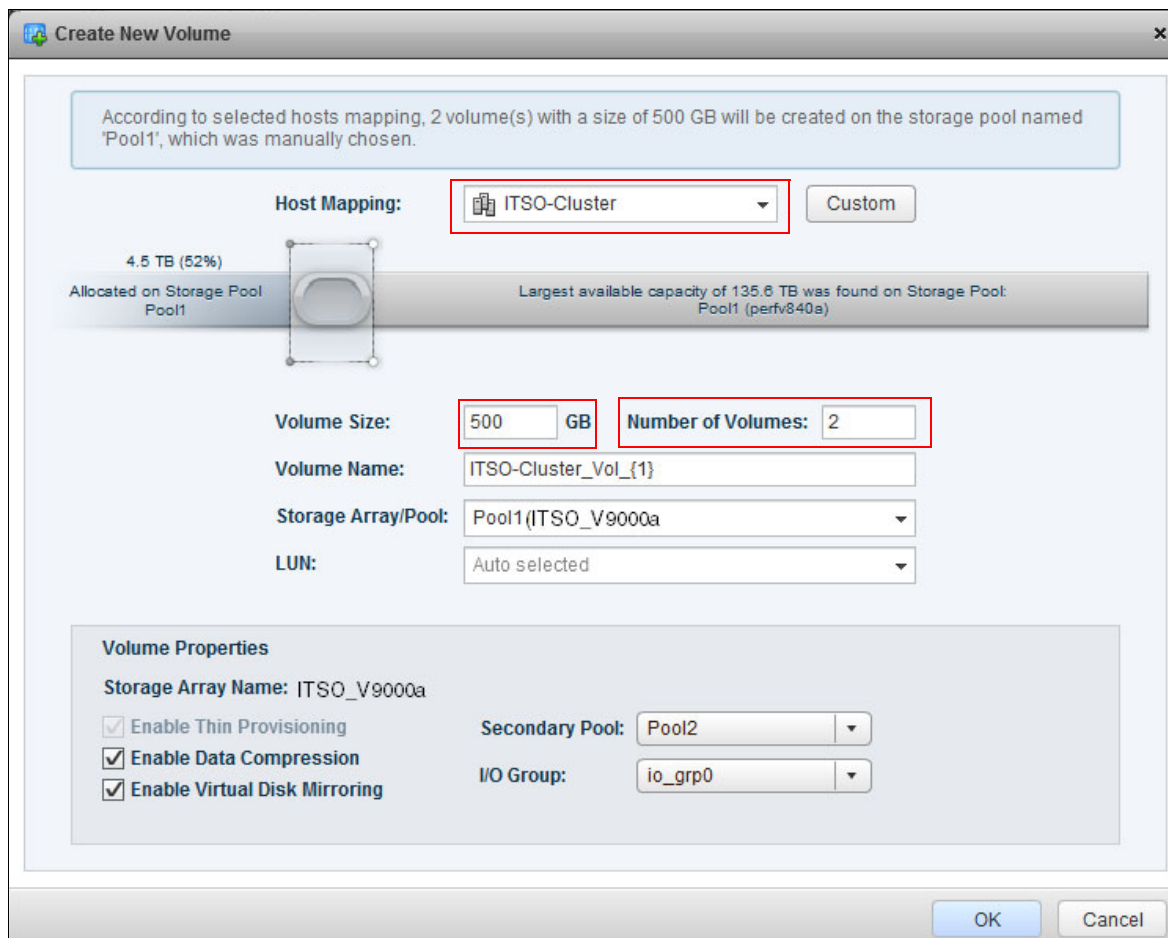 Create New Volume
According to selected hosts mapping, 2 volume(s) with a size of 500 GB will be created on the storage pool named
'Pool1', which was manually chosen.
Host Mapping: ITSO-Cluster Custom
4.5 TB (52%)
Allocated on Storage Pool
Pool1
Largest available capacity of 135.6 TB was found on Storage Pool:
Pool1 (perfv840a)
Volume Size: 500 GB Number of Volumes: 2
Volume Name: ITSO-Cluster_Vol_{1}
Storage Array/Pool: Pool1(ITSO_V9000a
LUN: Auto selected
Volume Properties
Storage Array Name: ITSO_V9000a
Enable Thin Provisioning
Secondary Pool: Pool2
Enable Data Compression
I/O Group: io_grp0
Enable Virtual Disk Mirroring
OK Cancel